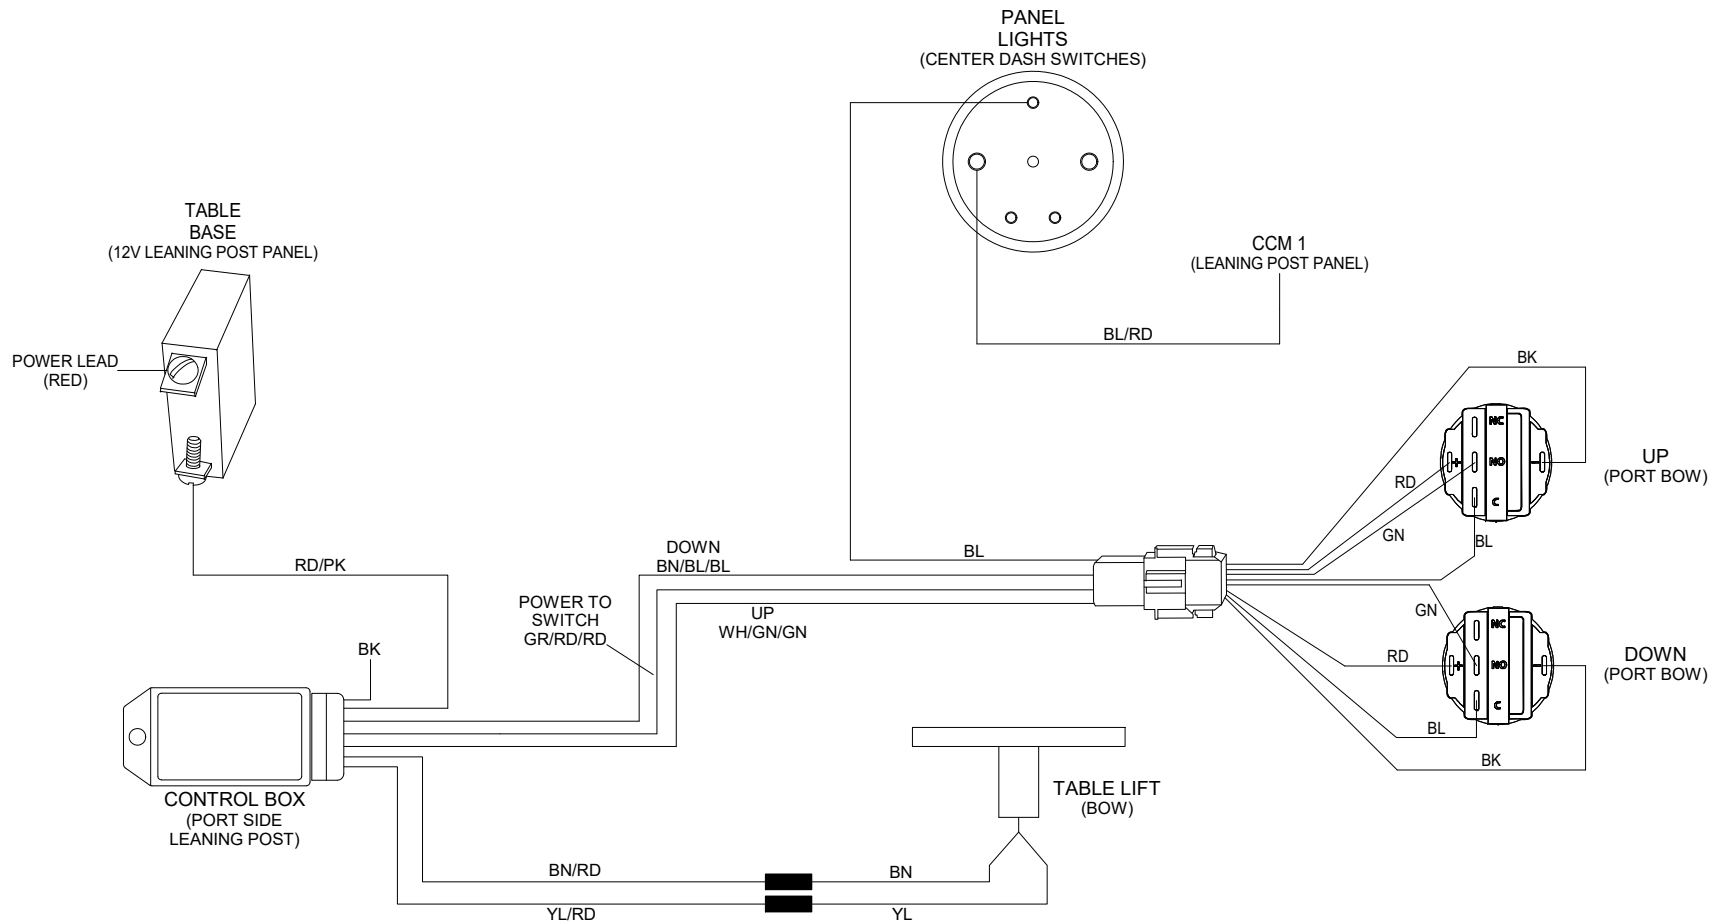 PANEL
LIGHTS
(CENTER DASH SWITCHES)
TABLE
BASE
(12V LEANING POST PANEL)
CCM 1
(LEANING POST PANEL)
BL/RD
POWER LEAD
(RED)
BK
NC
+
NO
-
C
UP
(PORT BOW)
RD
GN
BL
RD/PK
BL
DOWN
BN/BL/BL
POWER TO
SWITCH
GR/RD/RD
UP
WH/GN/GN
GN
NC
+
NO
-
C
DOWN
(PORT BOW)
RD
BL
BK
BK
CONTROL BOX
(PORT SIDE
LEANING POST)
TABLE LIFT
(BOW)
BN/RD
BN
YL/RD
YL